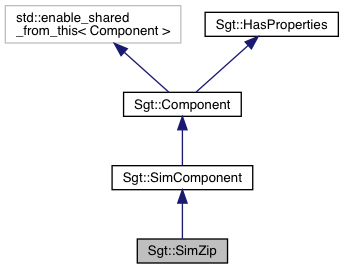 std::enable_shared
_from_this< Component >
Sgt::HasProperties
Sgt::Component
Sgt::SimComponent
Sgt::SimZip